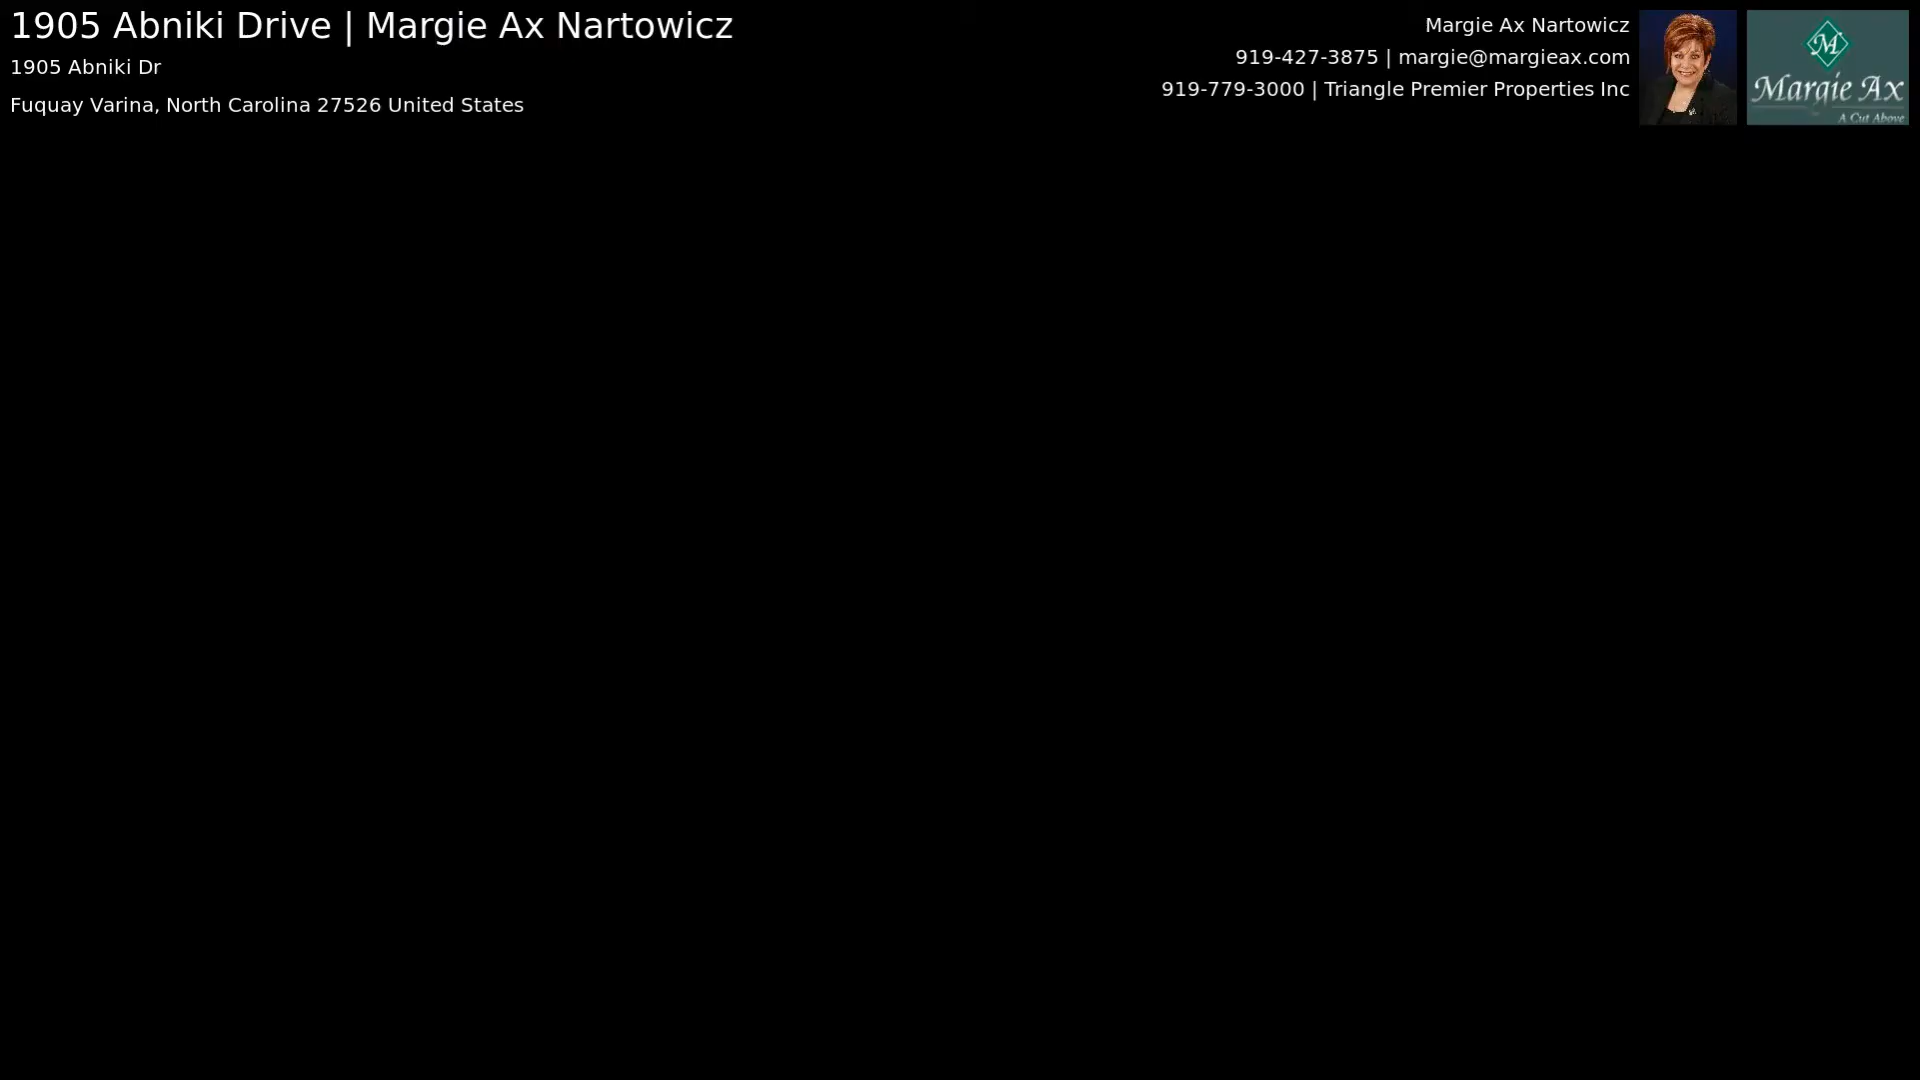 1905 Abniki Drive | Margie Ax Nartowicz
1905 Abniki Dr
Fuquay Varina, North Carolina 27526 United States
Margie Ax Nartowicz
919-427-3875 | margie@margieax.com
919-779-3000 | Triangle Premier Properties Inc
M
Margie Ax
A Cut Above